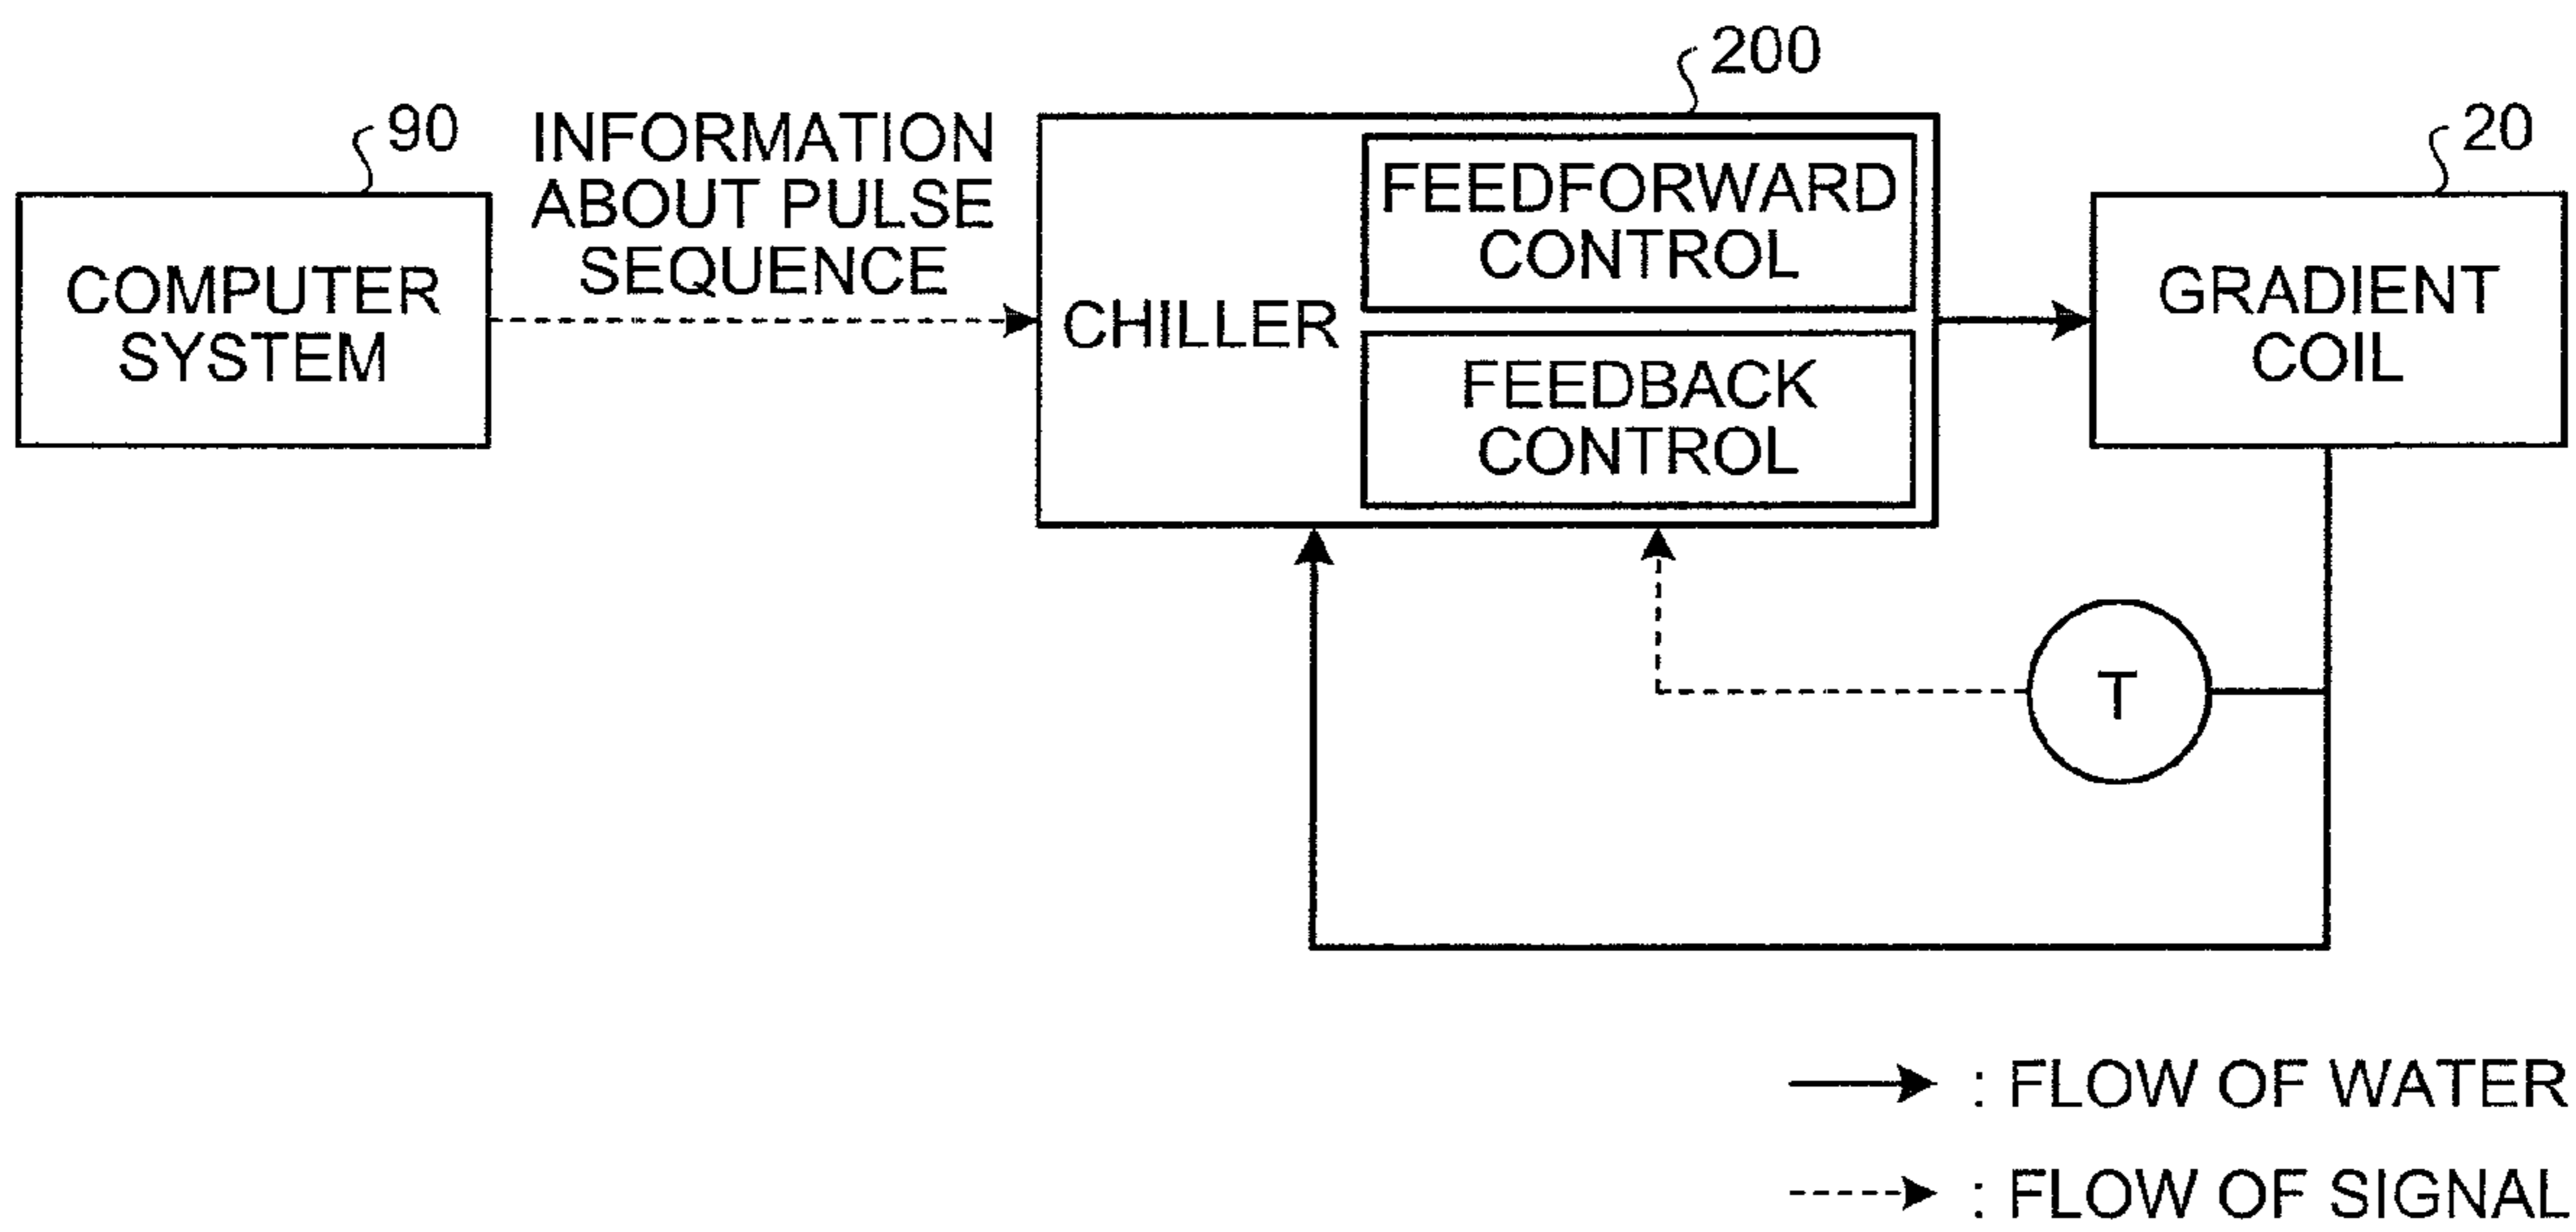 200
90
INFORMATION
ABOUT PULSE
SEQUENCE
20
COMPUTER
SYSTEM
CHILLER
FEEDFORWARD
CONTROL
FEEDBACK
CONTROL
GRADIENT
COIL
T
: FLOW OF WATER
: FLOW OF SIGNAL